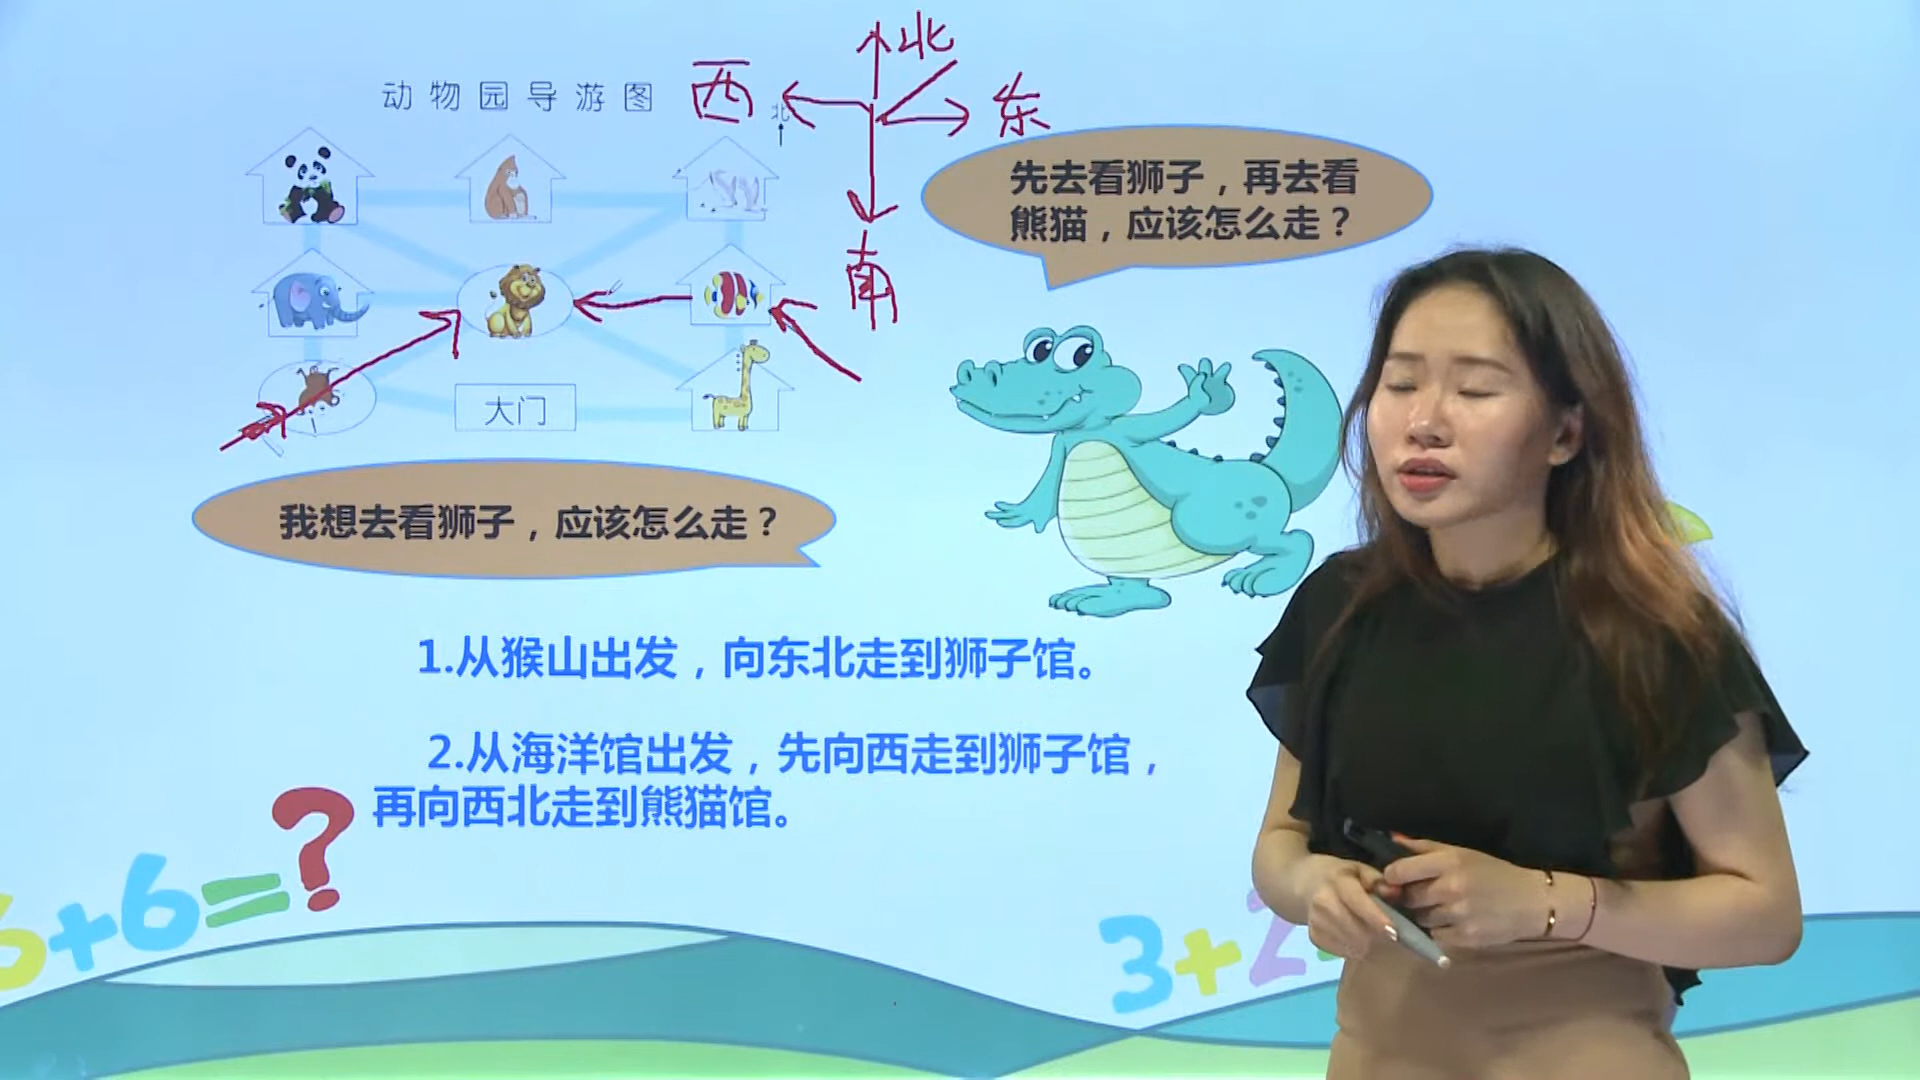 北
动物园导游图
西
北
东
先去看狮子，再去看
熊猫，应该怎么走？
南
大门
我想去看狮子，应该怎么走？
1.从猴山出发，向东北走到狮子馆。
2.从海洋馆出发，先向西走到狮子馆，
再向西北走到熊猫馆。
6+6=?
3+2=